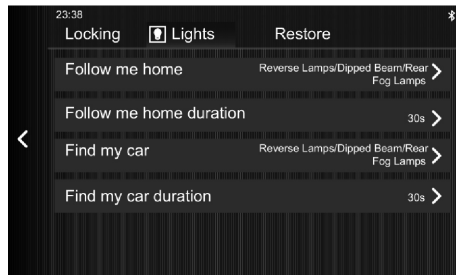 23:38
Locking Lights Restore
Follow me home
Reverse Lamps/Dipped Beam/Rear
Fog Lamps
Follow me home duration
30s
Find my car
Reverse Lamps/Dipped Beam/Rear
Fog Lamps
Find my car duration
30s